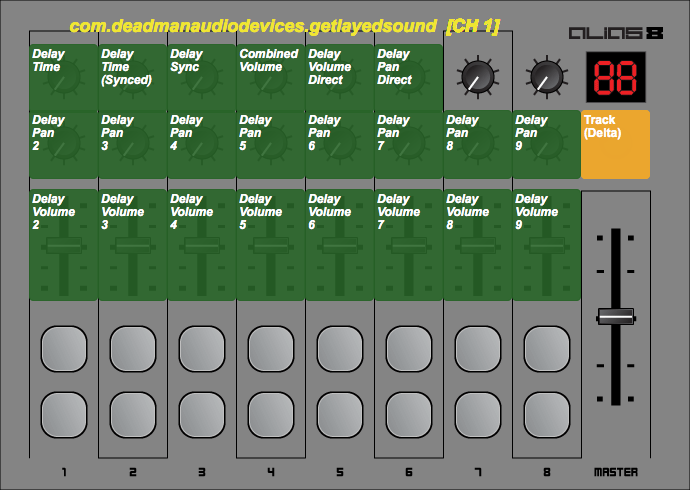 com.deadmanaudiodevices.getlayedsound [CH 1]
ALIAS 8
Delay
Time
Delay
Time
(Synced)
Delay
Sync
Combined
Volume
Delay
Volume
Direct
Delay
Pan
Direct
88
Delay
Pan
2
Delay
Pan
3
Delay
Pan
4
Delay
Pan
5
Delay
Pan
6
Delay
Pan
7
Delay
Pan
8
Delay
Pan
9
Track
(Delta)
Delay
Volume
2
Delay
Volume
3
Delay
Volume
4
Delay
Volume
5
Delay
Volume
6
Delay
Volume
7
Delay
Volume
8
Delay
Volume
9
1 2 3 4 5 6 7 8 MASTER